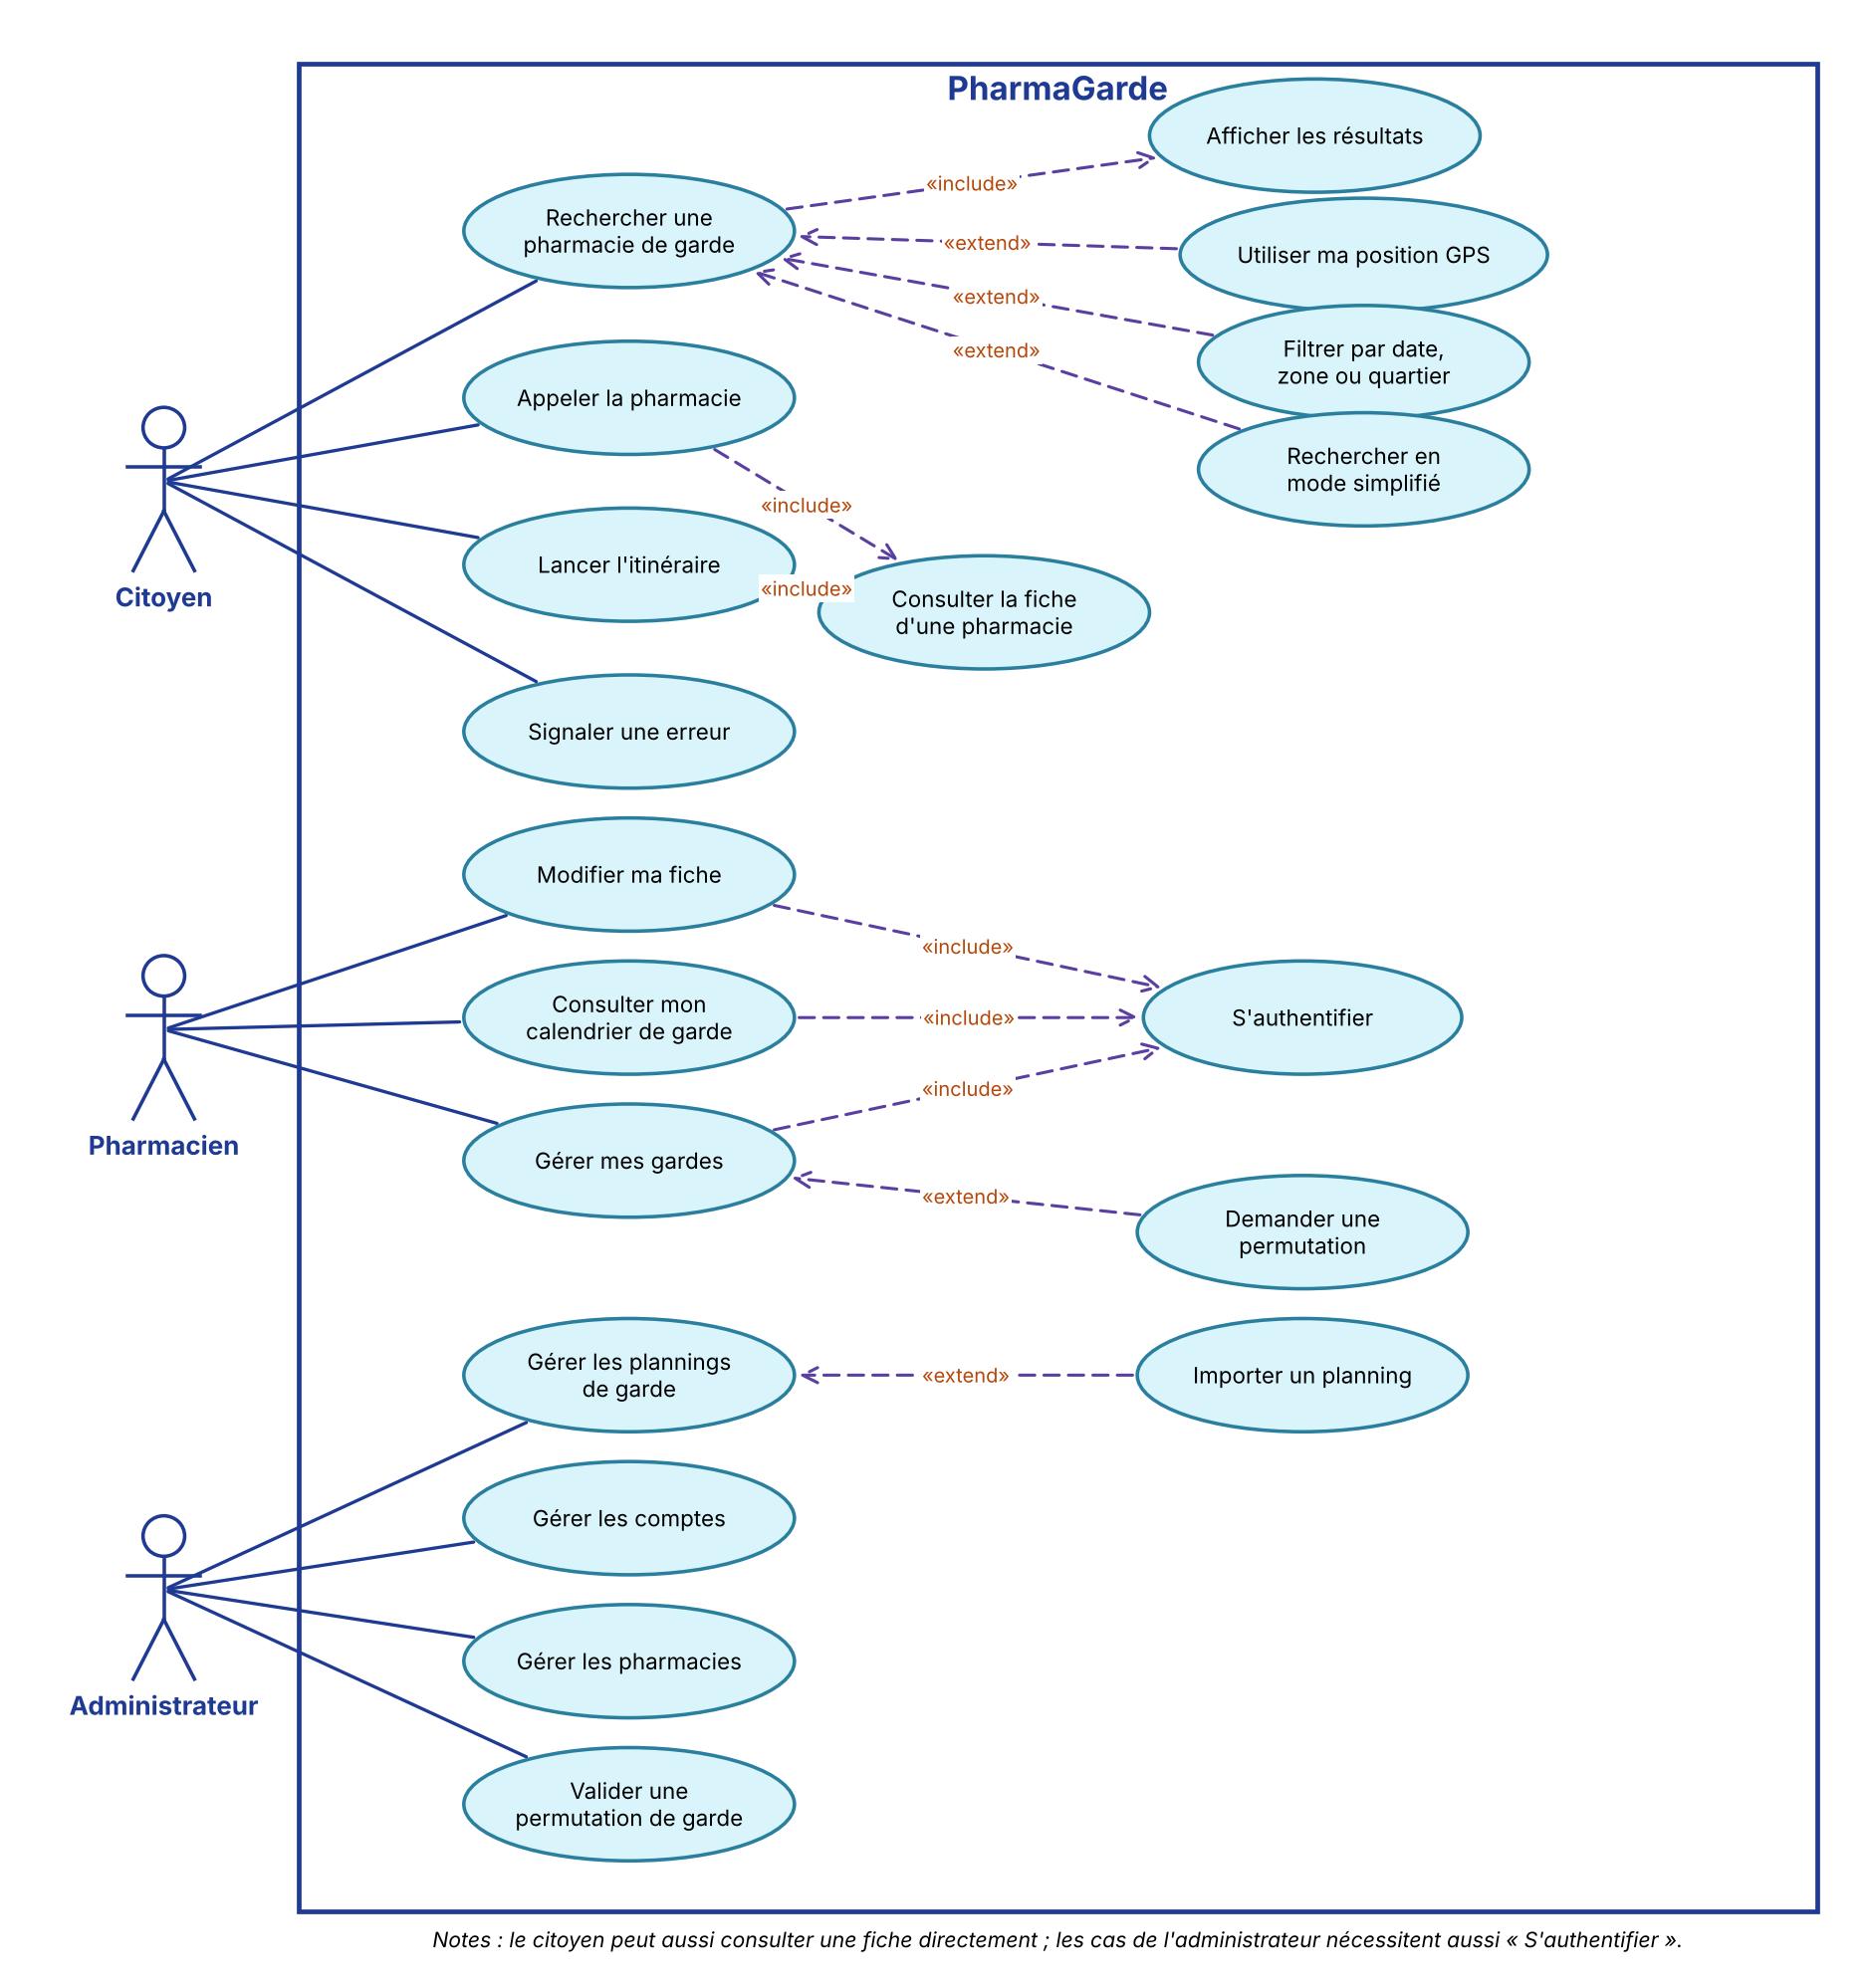 PharmaGarde
Afficher les résultats
«include»
Rechercher une
pharmacie de garde
«extend»
Utiliser ma position GPS
«extend»
Filtrer par date,
zone ou quartier
«extend»
Appeler la pharmacie
Rechercher en
mode simplifié
«include»
Lancer l'itinéraire
«include»
Consulter la fiche
d'une pharmacie
Citoyen
Signaler une erreur
Modifier ma fiche
«include»
Consulter mon
calendrier de garde
«include»
S'authentifier
«include»
Pharmacien
Gérer mes gardes
«extend»
Demander une
permutation
Gérer les plannings
de garde
«extend»
Importer un planning
Gérer les comptes
Gérer les pharmacies
Administrateur
Valider une
permutation de garde
Notes : le citoyen peut aussi consulter une fiche directement ; les cas de l'administrateur nécessitent aussi « S'authentifier ».